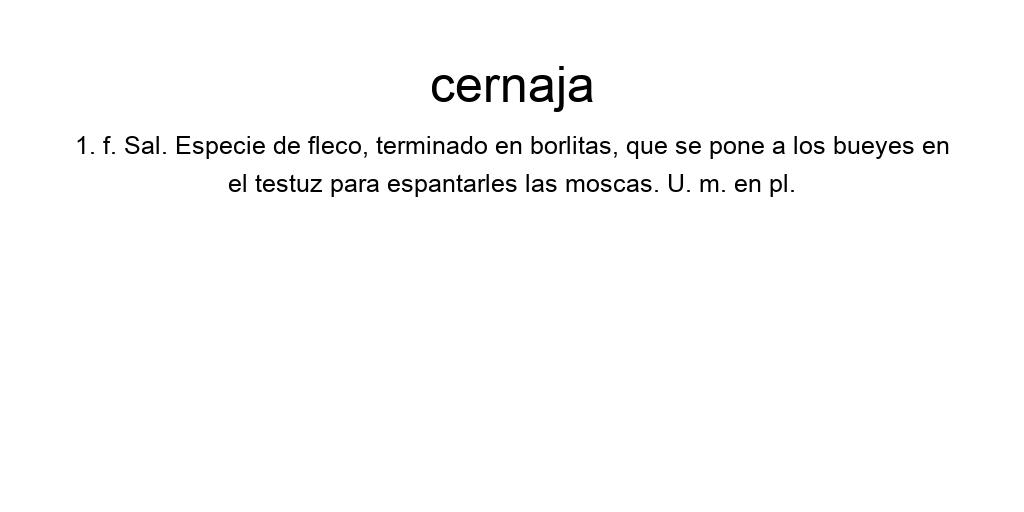 cernaja
1. f. Sal. Especie de fleco, terminado en borlitas, que se pone a los bueyes en
el testuz para espantarles las moscas. U. m. en pl.